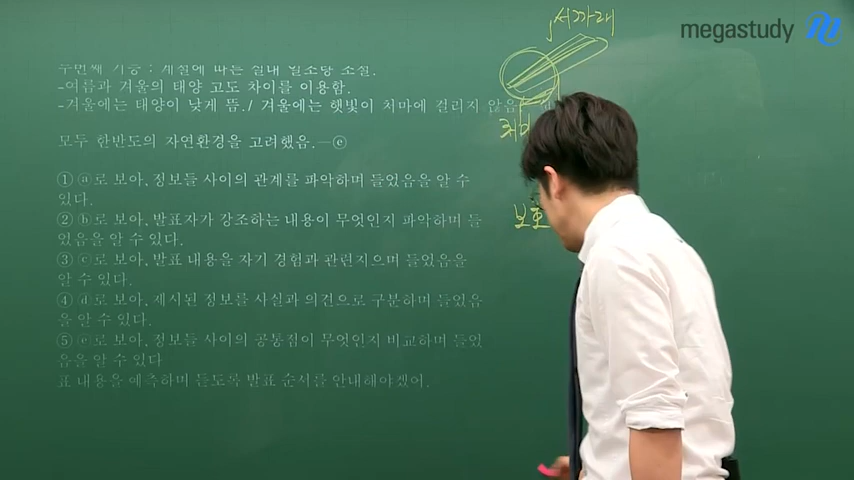 megastudy
서까래
두번째 기능 : 계절에 따른 실내 일조량 조절.
-여름과 겨울의 태양 고도 차이를 이용함.
-겨울에는 태양이 낮게 뜸./ 겨울에는 햇빛이 처마에 걸리지 않음
처마
모두 한반도의 자연환경을 고려했음.—ⓔ
① ⓐ로 보아, 정보들 사이의 관계를 파악하며 들었음을 알 수
있다.
② ⓑ로 보아, 발표자가 강조하는 내용이 무엇인지 파악하며 들
었음을 알 수 있다.
보호
③ ⓒ로 보아, 발표 내용을 자기 경험과 관련지으며 들었음을
알 수 있다.
④ ⓓ로 보아, 제시된 정보를 사실과 의견으로 구분하며 들었음
을 알 수 있다.
⑤ ⓔ로 보아, 정보들 사이의 공통점이 무엇인지 비교하며 들었
음을 알 수 있다
표 내용을 예측하며 듣도록 발표 순서를 안내해야겠어.